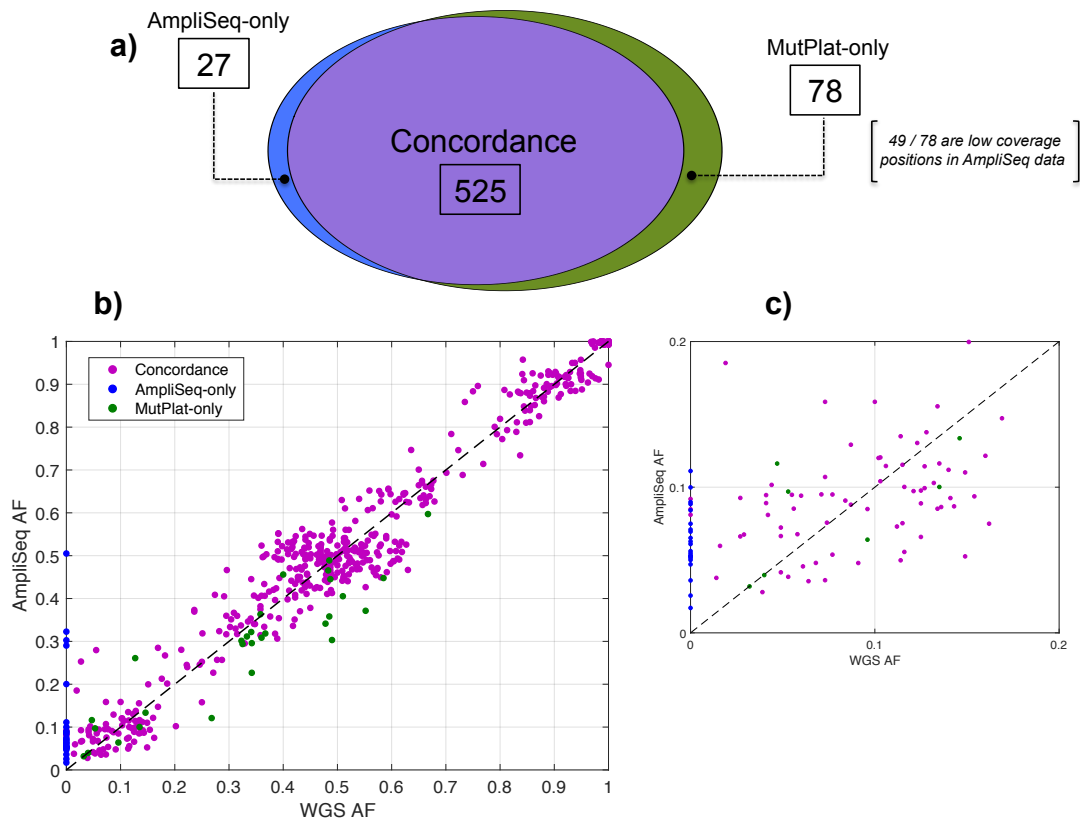 a)
AmpliSeq-only
27
MutPlat-only
78
49 / 78 are low coverage
positions in AmpliSeq data
Concordance
525
b)
AmpliSeq AF
1
0.9
0.8
0.7
0.6
0.5
0.4
0.3
0.2
0.1
0
Concordance
AmpliSeq-only
MutPlat-only
0 0.1 0.2 0.3 0.4 0.5 0.6 0.7 0.8 0.9 1
WGS AF
c)
AmpliSeq AF
0.2
0.1
0
0 0.1 0.2
WGS AF